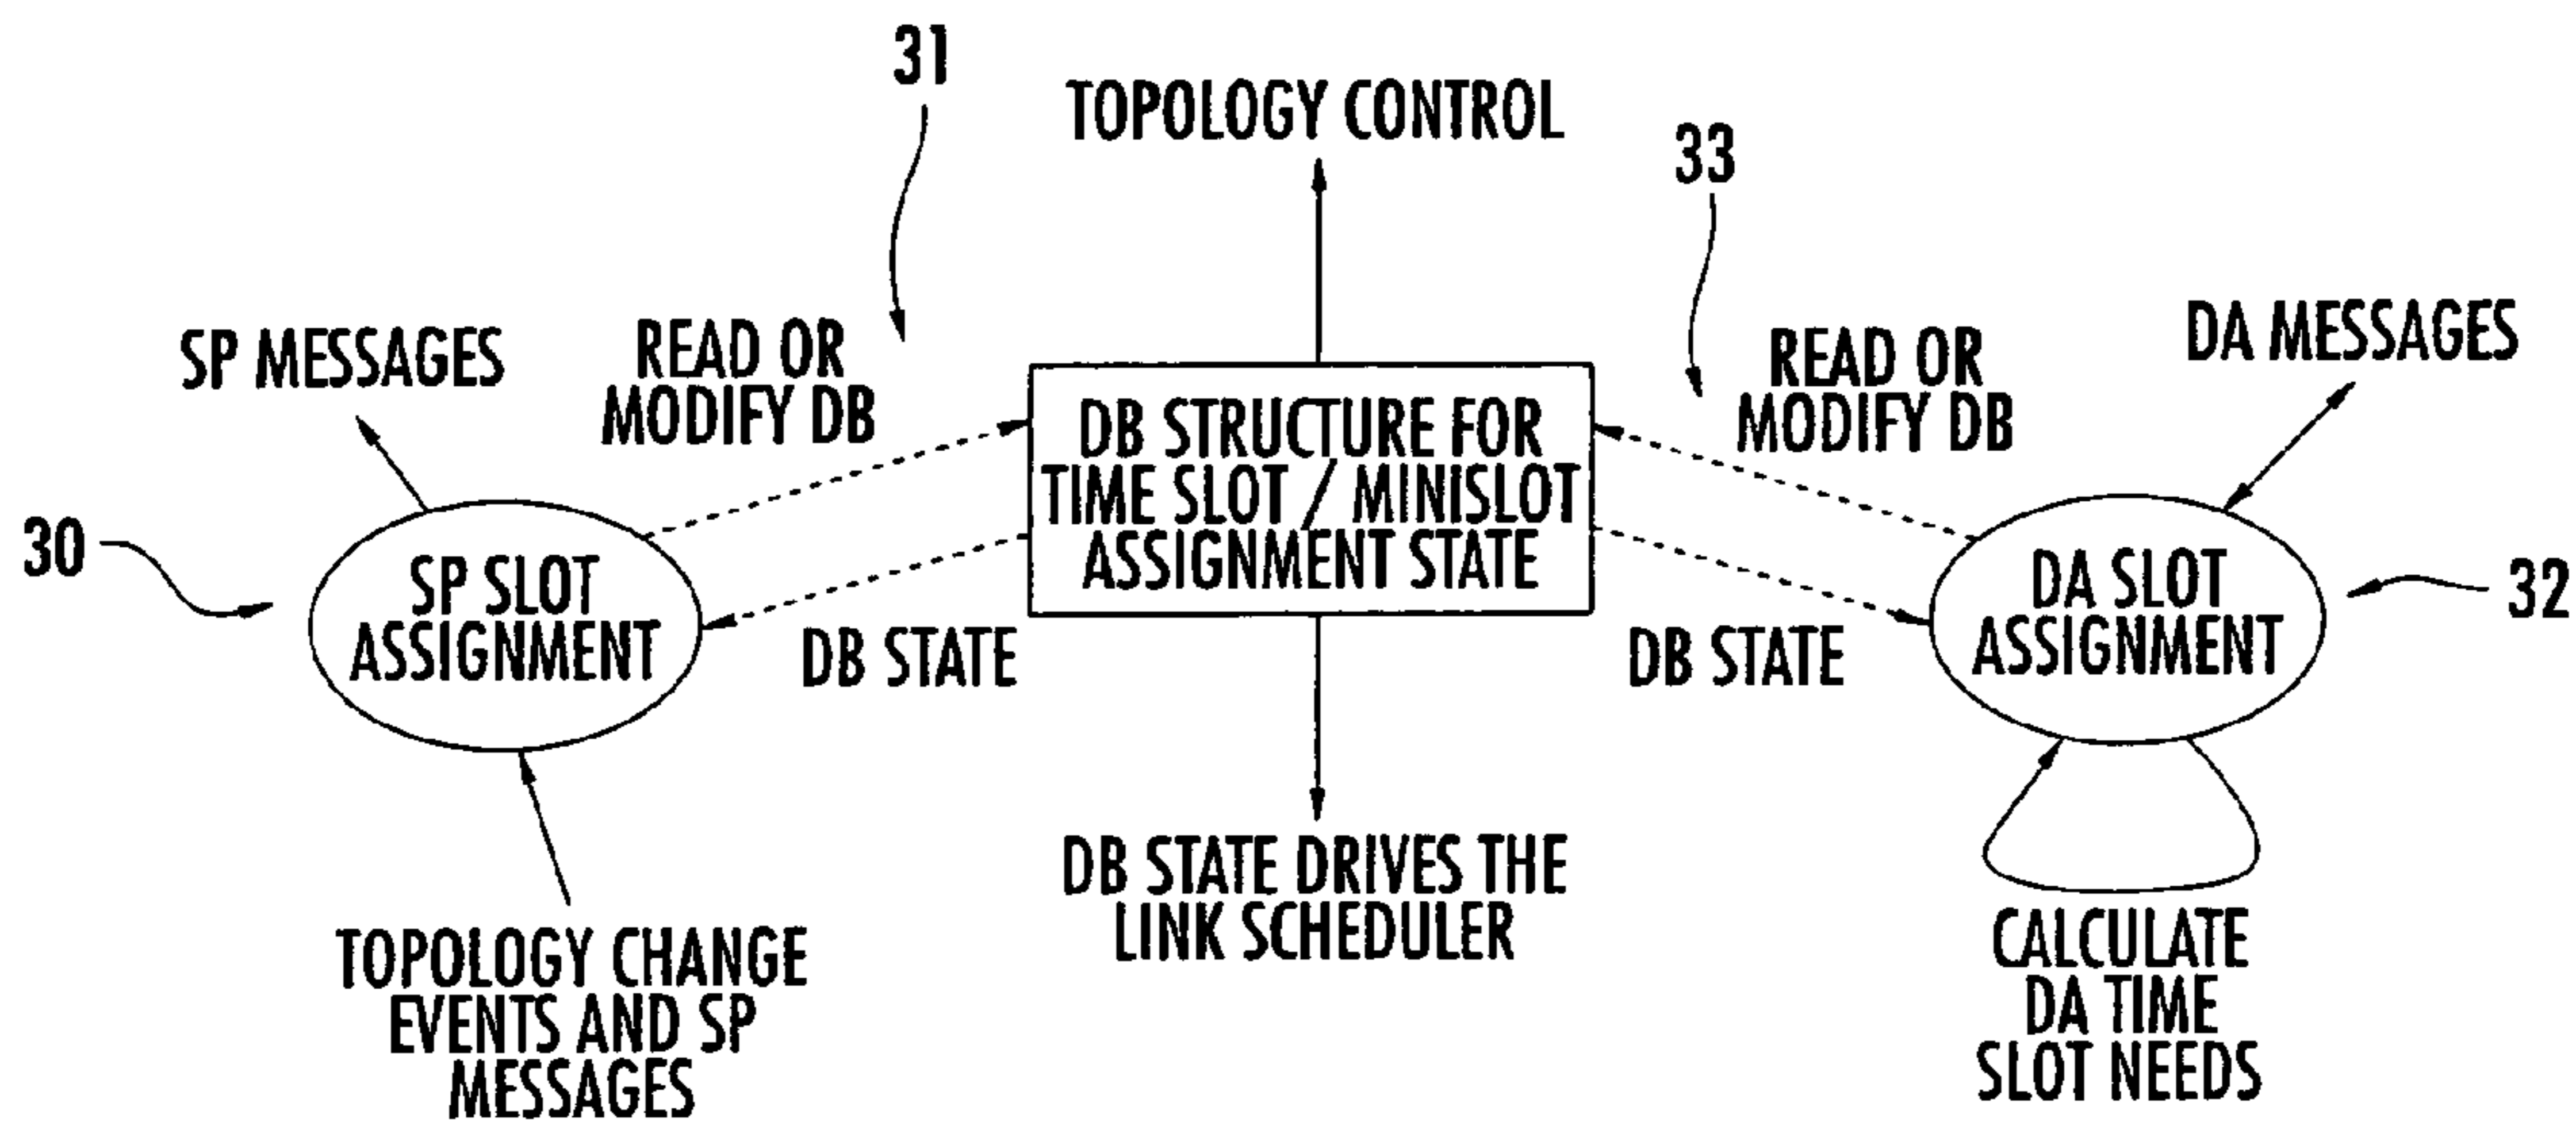 31
TOPOLOGY CONTROL
33
SP MESSAGES
READ OR
MODIFY DB
READ OR
MODIFY DB
DA MESSAGES
DB STRUCTURE FOR
TIME SLOT / MINISLOT
ASSIGNMENT STATE
30
SP SLOT
ASSIGNMENT
DA SLOT
ASSIGNMENT
32
DB STATE
DB STATE
DB STATE DRIVES THE
LINK SCHEDULER
TOPOLOGY CHANGE
EVENTS AND SP
MESSAGES
CALCULATE
DA TIME
SLOT NEEDS